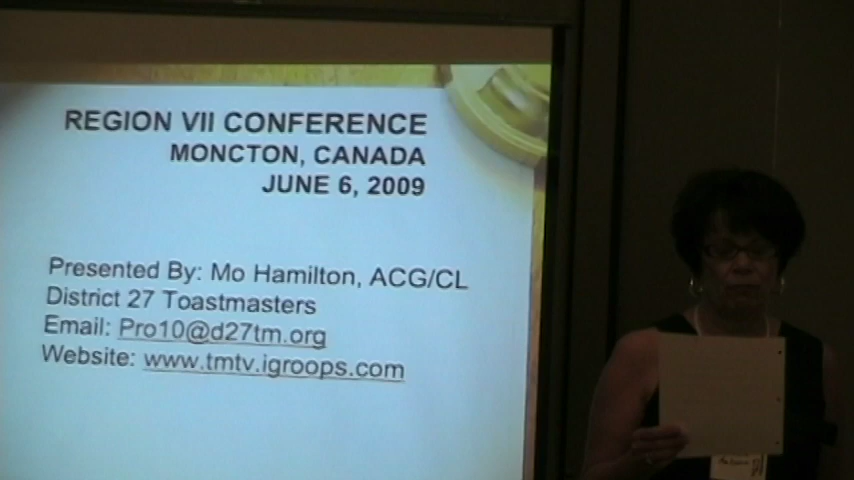 REGION VII CONFERENCE
MONCTON, CANADA
JUNE 6, 2009
Presented By: Mo Hamilton, ACG/CL
District 27 Toastmasters
Email: Pro10@d27tm.org
Website: www.tmtv.igroops.com